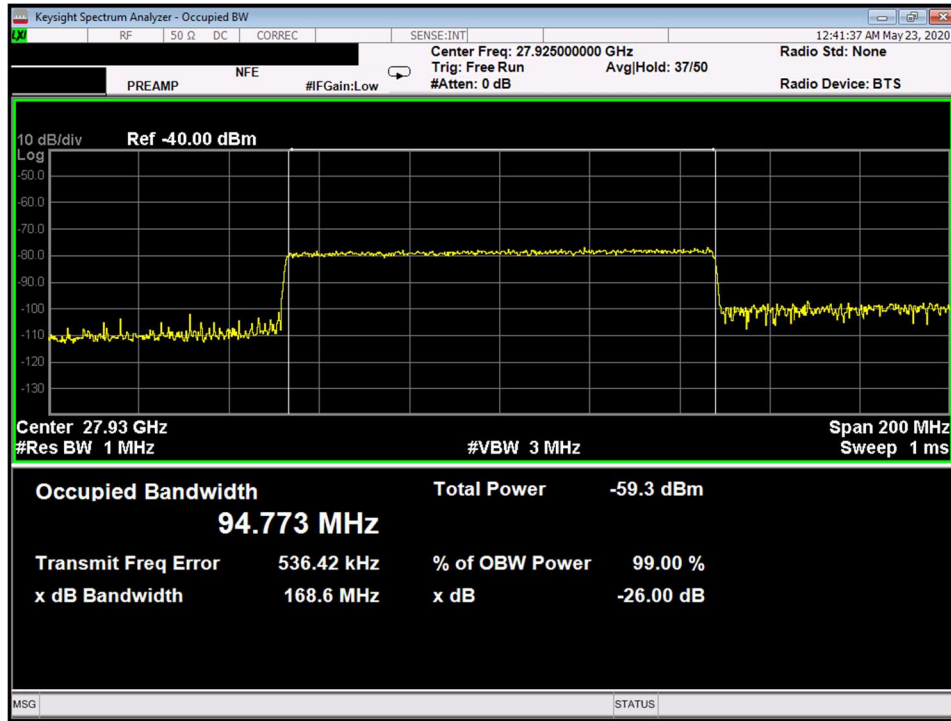 Keysight Spectrum Analyzer - Occupied BW
LXI RF 50 Ω DC CORREC SENSE:INT 12:41:37 AM May 23, 2020
Center Freq: 27.925000000 GHz Radio Std: None
NFE Trig: Free Run Avg|Hold: 37/50
PREAMP #IFGain:Low #Atten: 0 dB Radio Device: BTS
10 dB/div Ref -40.00 dBm
Log
-50.0
-60.0
-70.0
-80.0
-90.0
-100
-110
-120
-130
Center 27.93 GHz Span 200 MHz
#Res BW 1 MHz #VBW 3 MHz Sweep 1 ms
Occupied Bandwidth Total Power -59.3 dBm
94.773 MHz
Transmit Freq Error 536.42 kHz % of OBW Power 99.00 %
x dB Bandwidth 168.6 MHz x dB -26.00 dB
MSG STATUS